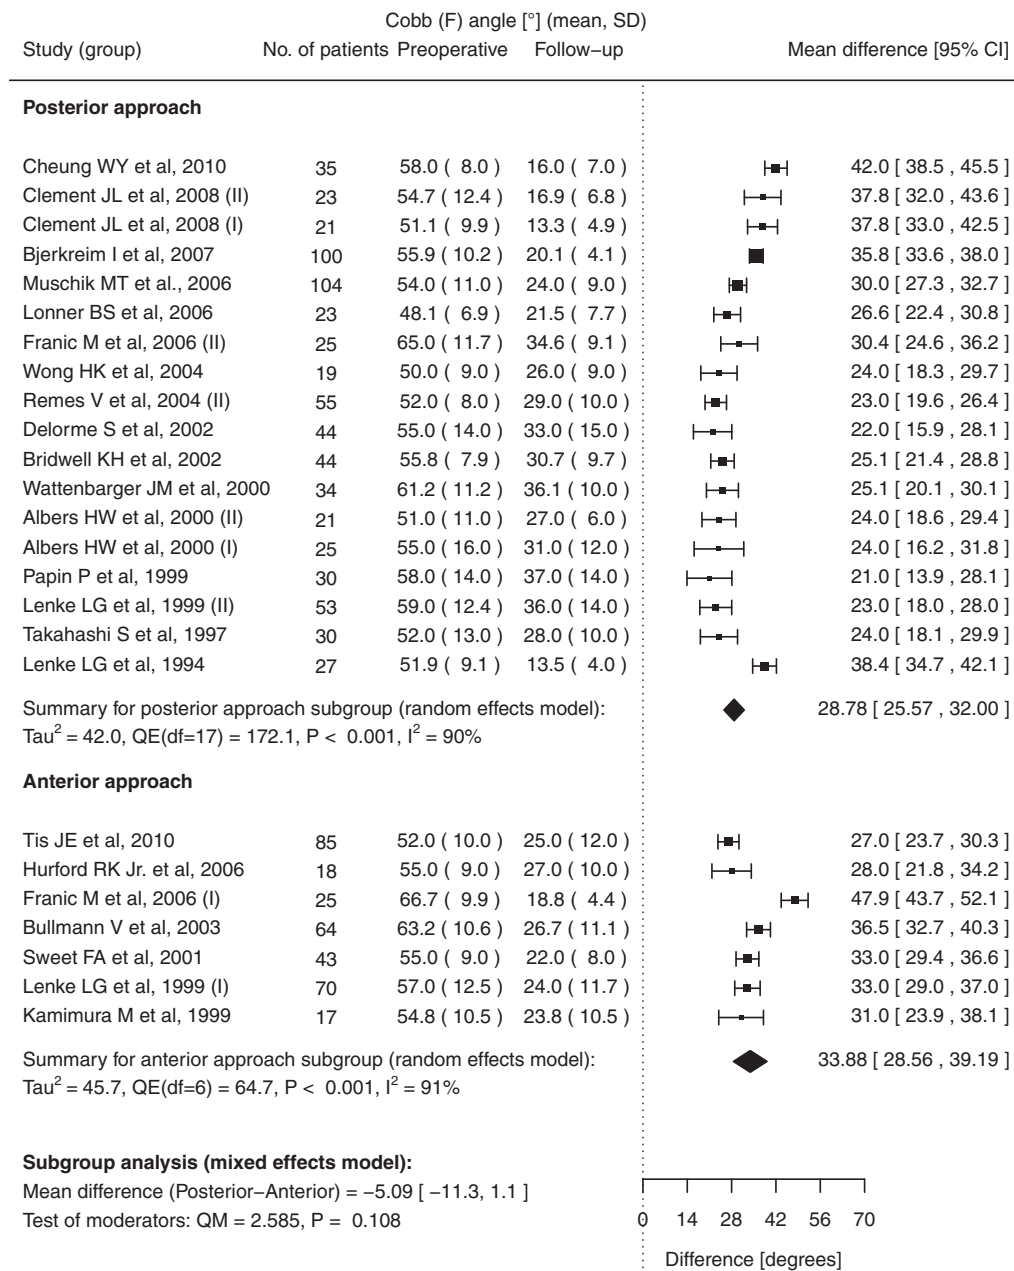 Cobb (F) angle [°] (mean, SD)
Study (group) No. of patients Preoperative Follow−up Mean difference [95% CI]
Posterior approach
Cheung WY et al, 2010 35 58.0 ( 8.0 ) 16.0 ( 7.0 ) 42.0 [ 38.5 , 45.5 ]
Clement JL et al, 2008 (II) 23 54.7 ( 12.4 ) 16.9 ( 6.8 ) 37.8 [ 32.0 , 43.6 ]
Clement JL et al, 2008 (I) 21 51.1 ( 9.9 ) 13.3 ( 4.9 ) 37.8 [ 33.0 , 42.5 ]
Bjerkreim I et al, 2007 100 55.9 ( 10.2 ) 20.1 ( 4.1 ) 35.8 [ 33.6 , 38.0 ]
Muschik MT et al., 2006 104 54.0 ( 11.0 ) 24.0 ( 9.0 ) 30.0 [ 27.3 , 32.7 ]
Lonner BS et al, 2006 23 48.1 ( 6.9 ) 21.5 ( 7.7 ) 26.6 [ 22.4 , 30.8 ]
Franic M et al, 2006 (II) 25 65.0 ( 11.7 ) 34.6 ( 9.1 ) 30.4 [ 24.6 , 36.2 ]
Wong HK et al, 2004 19 50.0 ( 9.0 ) 26.0 ( 9.0 ) 24.0 [ 18.3 , 29.7 ]
Remes V et al, 2004 (II) 55 52.0 ( 8.0 ) 29.0 ( 10.0 ) 23.0 [ 19.6 , 26.4 ]
Delorme S et al, 2002 44 55.0 ( 14.0 ) 33.0 ( 15.0 ) 22.0 [ 15.9 , 28.1 ]
Bridwell KH et al, 2002 44 55.8 ( 7.9 ) 30.7 ( 9.7 ) 25.1 [ 21.4 , 28.8 ]
Wattenbarger JM et al, 2000 34 61.2 ( 11.2 ) 36.1 ( 10.0 ) 25.1 [ 20.1 , 30.1 ]
Albers HW et al, 2000 (II) 21 51.0 ( 11.0 ) 27.0 ( 6.0 ) 24.0 [ 18.6 , 29.4 ]
Albers HW et al, 2000 (I) 25 55.0 ( 16.0 ) 31.0 ( 12.0 ) 24.0 [ 16.2 , 31.8 ]
Papin P et al, 1999 30 58.0 ( 14.0 ) 37.0 ( 14.0 ) 21.0 [ 13.9 , 28.1 ]
Lenke LG et al, 1999 (II) 53 59.0 ( 12.4 ) 36.0 ( 14.0 ) 23.0 [ 18.0 , 28.0 ]
Takahashi S et al, 1997 30 52.0 ( 13.0 ) 28.0 ( 10.0 ) 24.0 [ 18.1 , 29.9 ]
Lenke LG et al, 1994 27 51.9 ( 9.1 ) 13.5 ( 4.0 ) 38.4 [ 34.7 , 42.1 ]
Summary for posterior approach subgroup (random effects model): 28.78 [ 25.57 , 32.00 ]
Tau² = 42.0, QE(df=17) = 172.1, P < 0.001, I² = 90%
Anterior approach
Tis JE et al, 2010 85 52.0 ( 10.0 ) 25.0 ( 12.0 ) 27.0 [ 23.7 , 30.3 ]
Hurford RK Jr. et al, 2006 18 55.0 ( 9.0 ) 27.0 ( 10.0 ) 28.0 [ 21.8 , 34.2 ]
Franic M et al, 2006 (I) 25 66.7 ( 9.9 ) 18.8 ( 4.4 ) 47.9 [ 43.7 , 52.1 ]
Bullmann V et al, 2003 64 63.2 ( 10.6 ) 26.7 ( 11.1 ) 36.5 [ 32.7 , 40.3 ]
Sweet FA et al, 2001 43 55.0 ( 9.0 ) 22.0 ( 8.0 ) 33.0 [ 29.4 , 36.6 ]
Lenke LG et al, 1999 (I) 70 57.0 ( 12.5 ) 24.0 ( 11.7 ) 33.0 [ 29.0 , 37.0 ]
Kamimura M et al, 1999 17 54.8 ( 10.5 ) 23.8 ( 10.5 ) 31.0 [ 23.9 , 38.1 ]
Summary for anterior approach subgroup (random effects model): 33.88 [ 28.56 , 39.19 ]
Tau² = 45.7, QE(df=6) = 64.7, P < 0.001, I² = 91%
Subgroup analysis (mixed effects model):
Mean difference (Posterior−Anterior) = −5.09 [ −11.3, 1.1 ]
Test of moderators: QM = 2.585, P = 0.108
0 14 28 42 56 70
Difference [degrees]